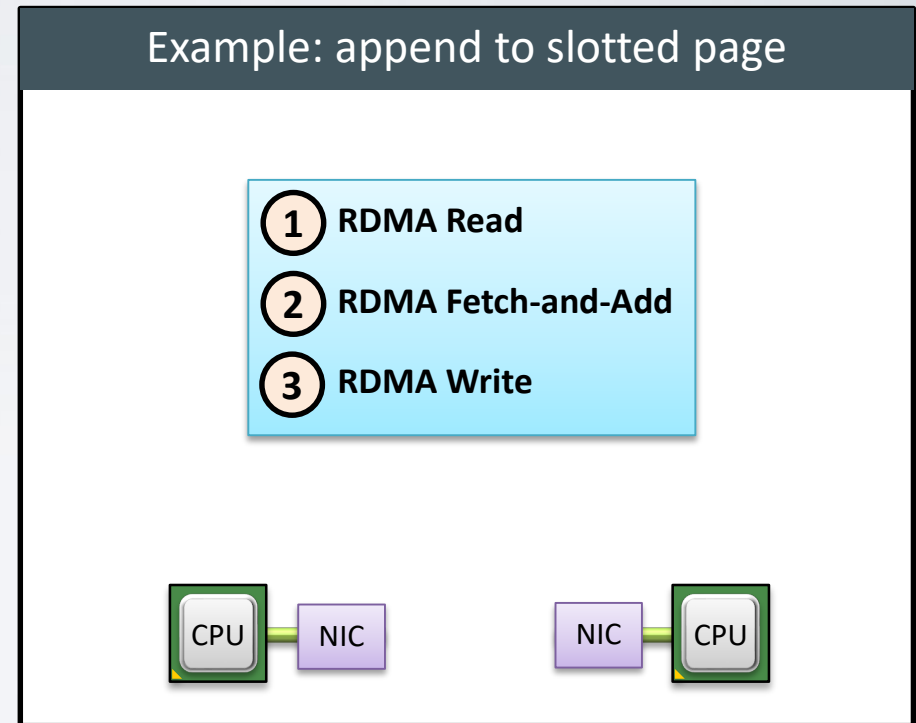 Example: append to slotted page
1 RDMA Read
2 RDMA Fetch-and-Add
3 RDMA Write
CPU NIC NIC CPU